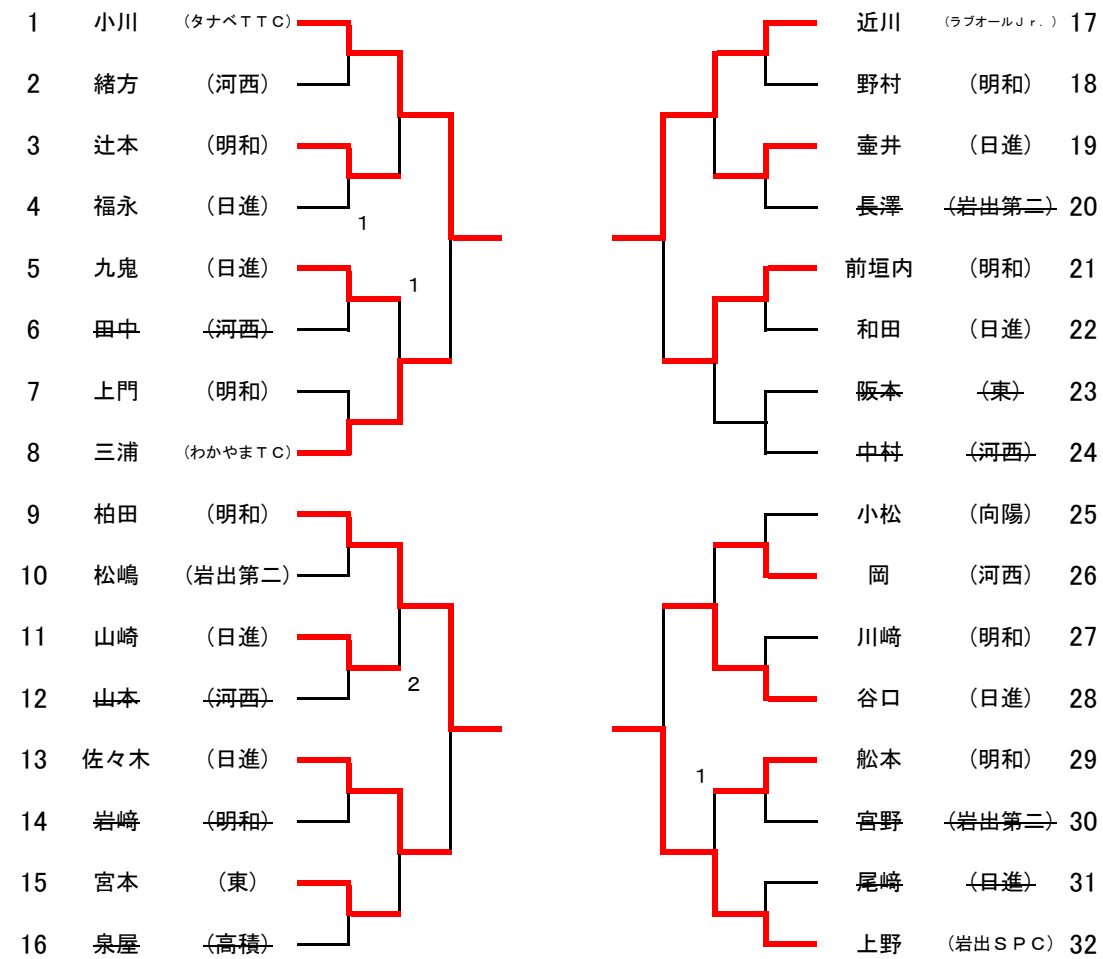 1 小川 (タナベTTC) 近川 (ラブオールJr.) 17
2 緒方 (河西) 野村 (明和) 18
3 辻本 (明和) 壷井 (日進) 19
4 福永 (日進) 長澤 (岩出第二) 20
1
5 九鬼 (日進) 前垣内 (明和) 21
1
6 田中 (河西) 和田 (日進) 22
7 上門 (明和) 阪本 (東) 23
8 三浦 (わかやまTC) 中村 (河西) 24
9 柏田 (明和) 小松 (向陽) 25
10 松嶋 (岩出第二) 岡 (河西) 26
11 山崎 (日進) 川﨑 (明和) 27
2
12 山本 (河西) 谷口 (日進) 28
13 佐々木 (日進) 舩本 (明和) 29
1
14 岩﨑 (明和) 宮野 (岩出第二) 30
15 宮本 (東) 尾﨑 (日進) 31
16 泉屋 (高積) 上野 (岩出SPC) 32